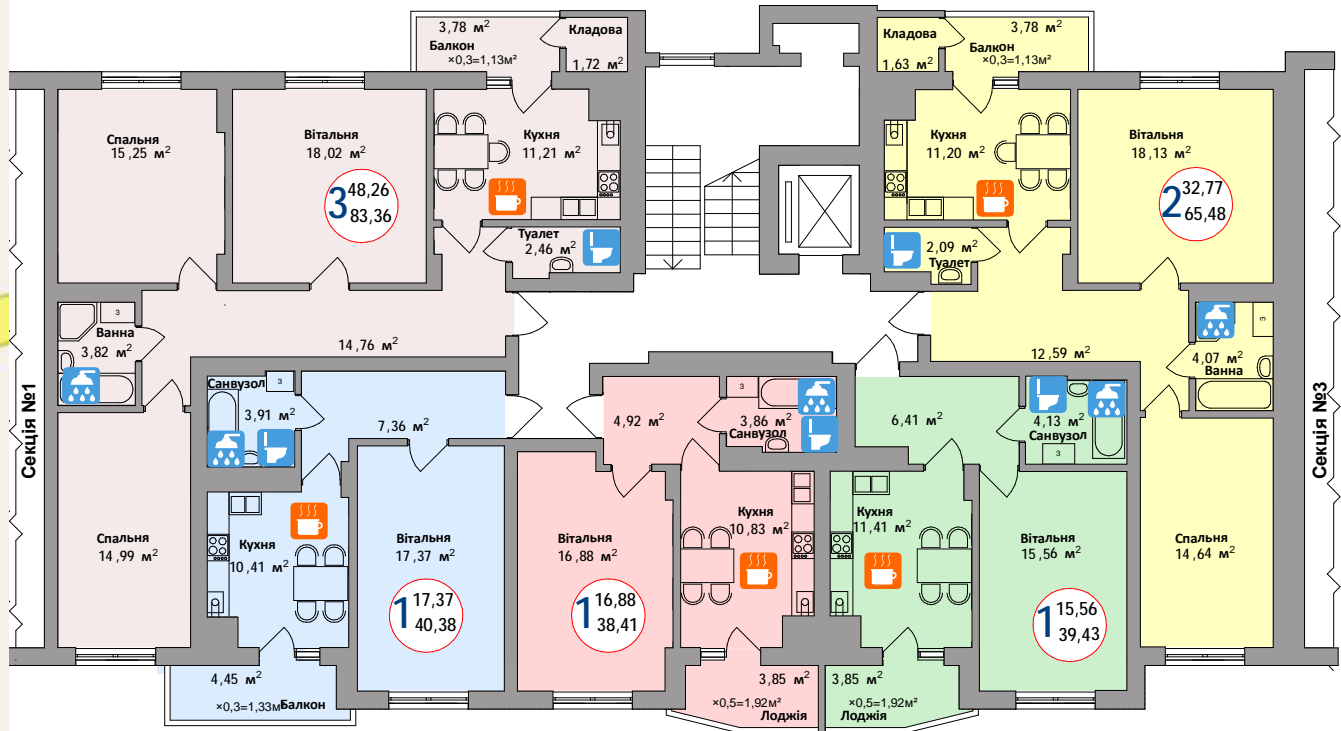 3,78 м²
Балкон
×0,3=1,13м²
Кладова
1,72 м²
Кладова
1,63 м²
3,78 м²
Балкон
×0,3=1,13м²
Спальня
15,25 м²
Вітальня
18,02 м²
3 48,26
83,36
Кухня
11,21 м²
Туалет
2,46 м²
Кухня
11,20 м²
2,09 м²
Туалет
Вітальня
18,13 м²
2 32,77
65,48
Секція №1
З
Ванна
3,82 м²
14,76 м²
12,59 м²
З
4,07 м²
Ванна
Секція №3
Санвузол
З
3,91 м²
7,36 м²
4,92 м²
З
3,86 м²
Санвузол
6,41 м²
4,13 м²
Санвузол
З
Спальня
14,99 м²
Кухня
10,41 м²
Вітальня
17,37 м²
1 17,37
40,38
Вітальня
16,88 м²
1 16,88
38,41
Кухня
10,83 м²
Кухня
11,41 м²
Вітальня
15,56 м²
1 15,56
39,43
Спальня
14,64 м²
4,45 м²
×0,3=1,33м²
Балкон
3,85 м²
×0,5=1,92м²
Лоджія
3,85 м²
×0,5=1,92м²
Лоджія